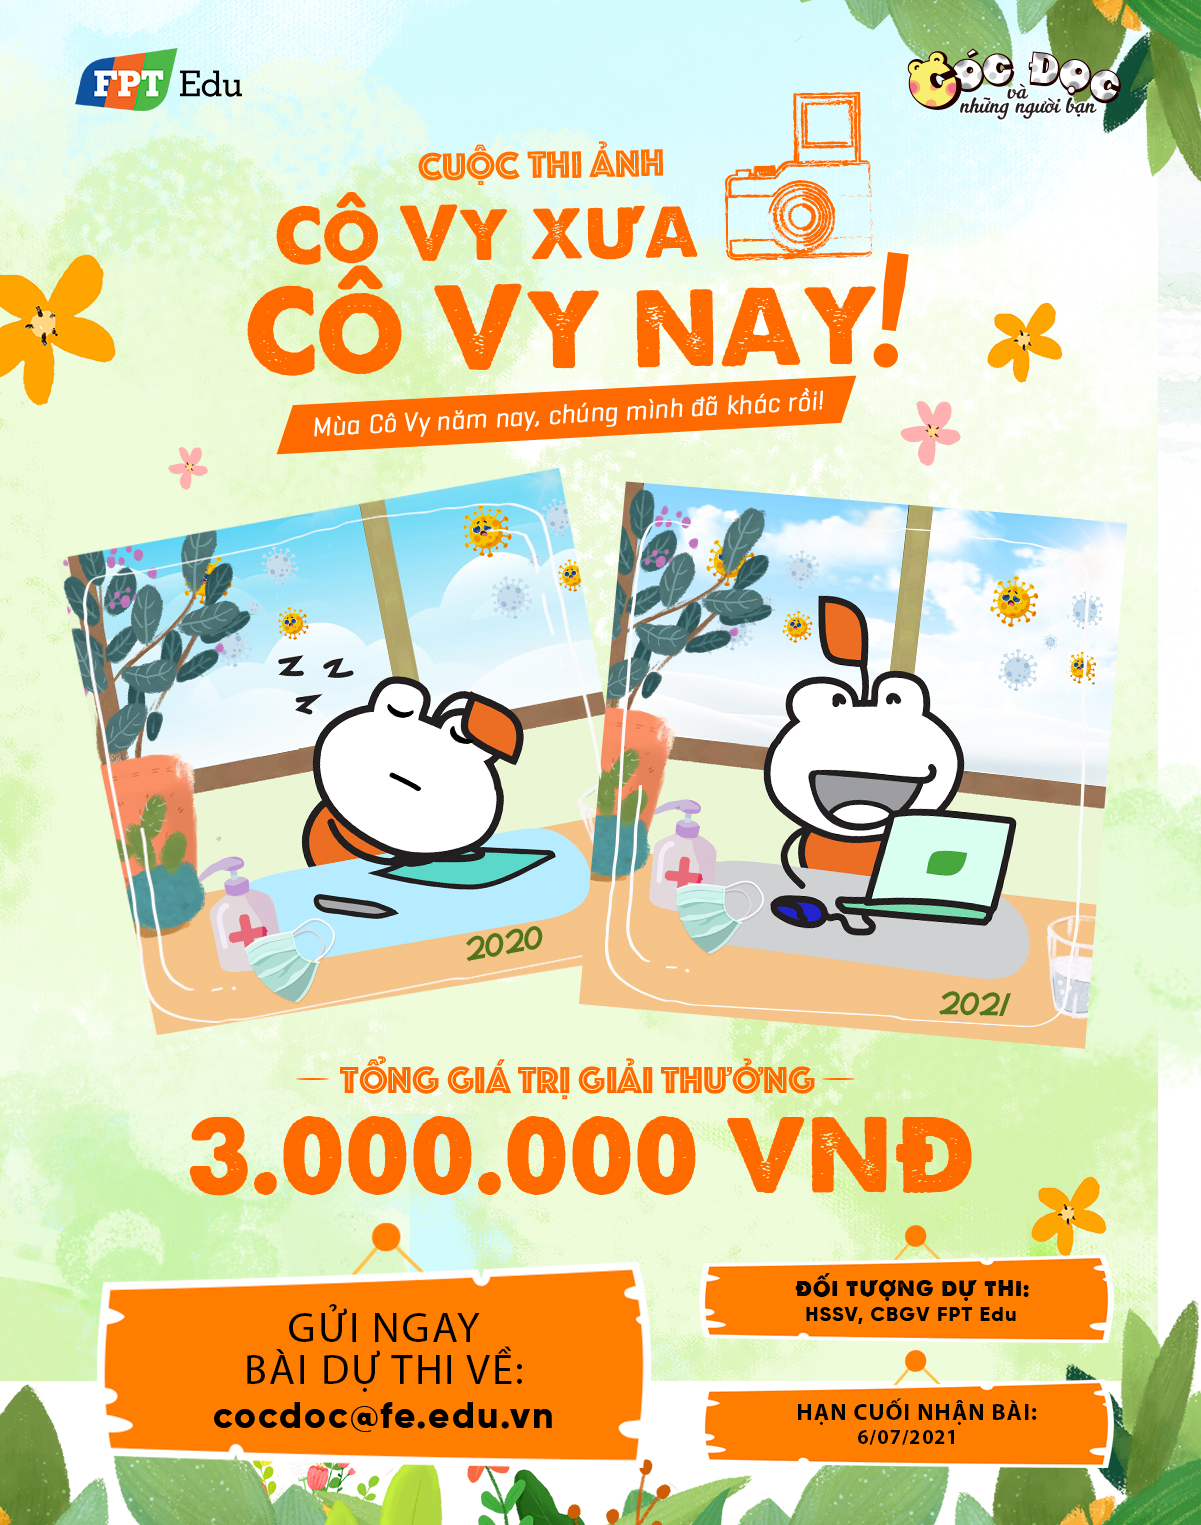 FPT Edu
Cóc Đọc
và
những người bạn
CUỘC THI ẢNH
CÔ VY XƯA
CÔ VY NAY!
Mùa Cô Vy năm nay, chúng mình đã khác rồi!
z z
z
2020
2021
TỔNG GIÁ TRỊ GIẢI THƯỞNG
3.000.000 VNĐ
GỬI NGAY
BÀI DỰ THI VỀ:
cocdoc@fe.edu.vn
ĐỐI TƯỢNG DỰ THI:
HSSV, CBGV FPT Edu
HẠN CUỐI NHẬN BÀI:
6/07/2021